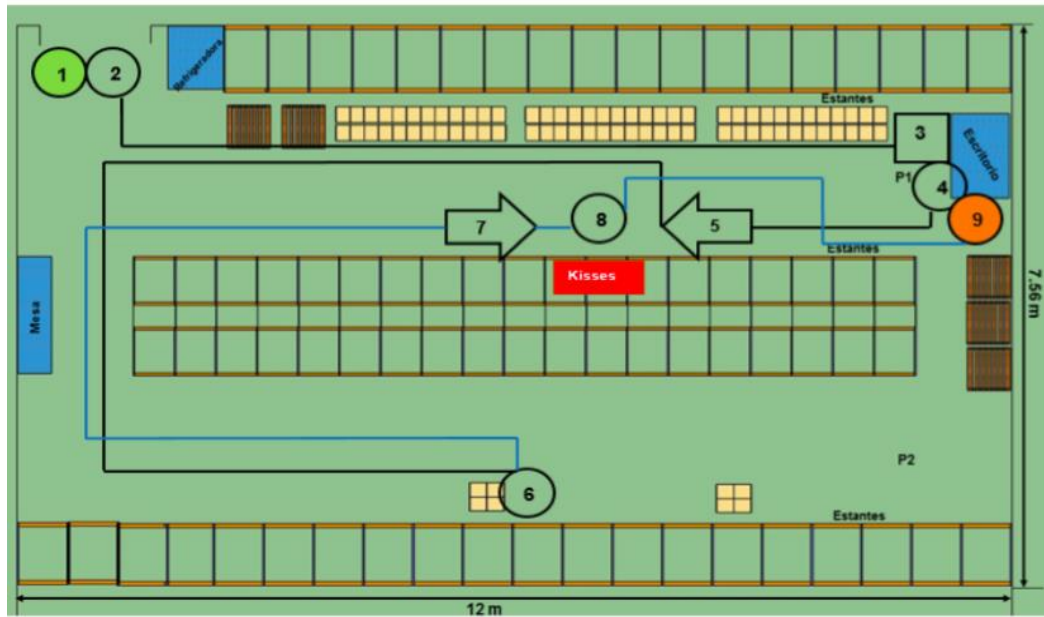 1
2
Refrigeradora
Estantes
3
Escritorio
P1
4
7
8
5
9
Estantes
Kisses
Mesa
7.56 m
P2
6
Estantes
12 m